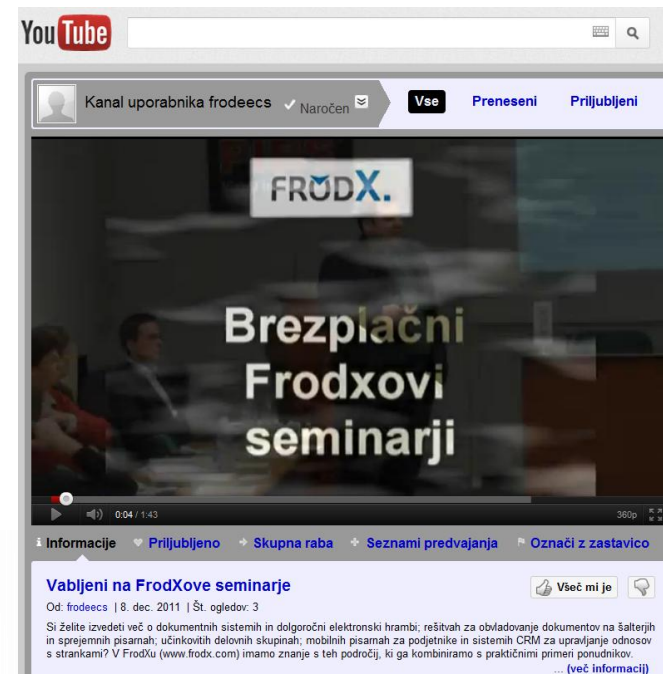 You Tube
Kanal uporabnika frodeecs Naročen Vse Preneseni Priljubljeni
FRODX.
Brezplačni
Frodxovi
seminarji
0:04 / 1:43 360p
Informacije Priljubljeno Skupna raba Seznami predvajanja Označi z zastavico
Vabljeni na FrodXove seminarje Všeč mi je
Od: frodeecs | 8. dec. 2011 | Št. ogledov: 3
Si želite izvedeti več o dokumentnih sistemih in dolgoročni elektronski hrambi; rešitvah za obvladovanje dokumentov na šalterjih
in sprejemnih pisarnah; učinkovitih delovnih skupinah; mobilnih pisarnah za podjetnike in sistemih CRM za upravljanje odnosov
s strankami? V FrodXu (www.frodx.com) imamo znanje s teh področij, ki ga kombiniramo s praktičnimi primeri ponudnikov.
... (več informacij)